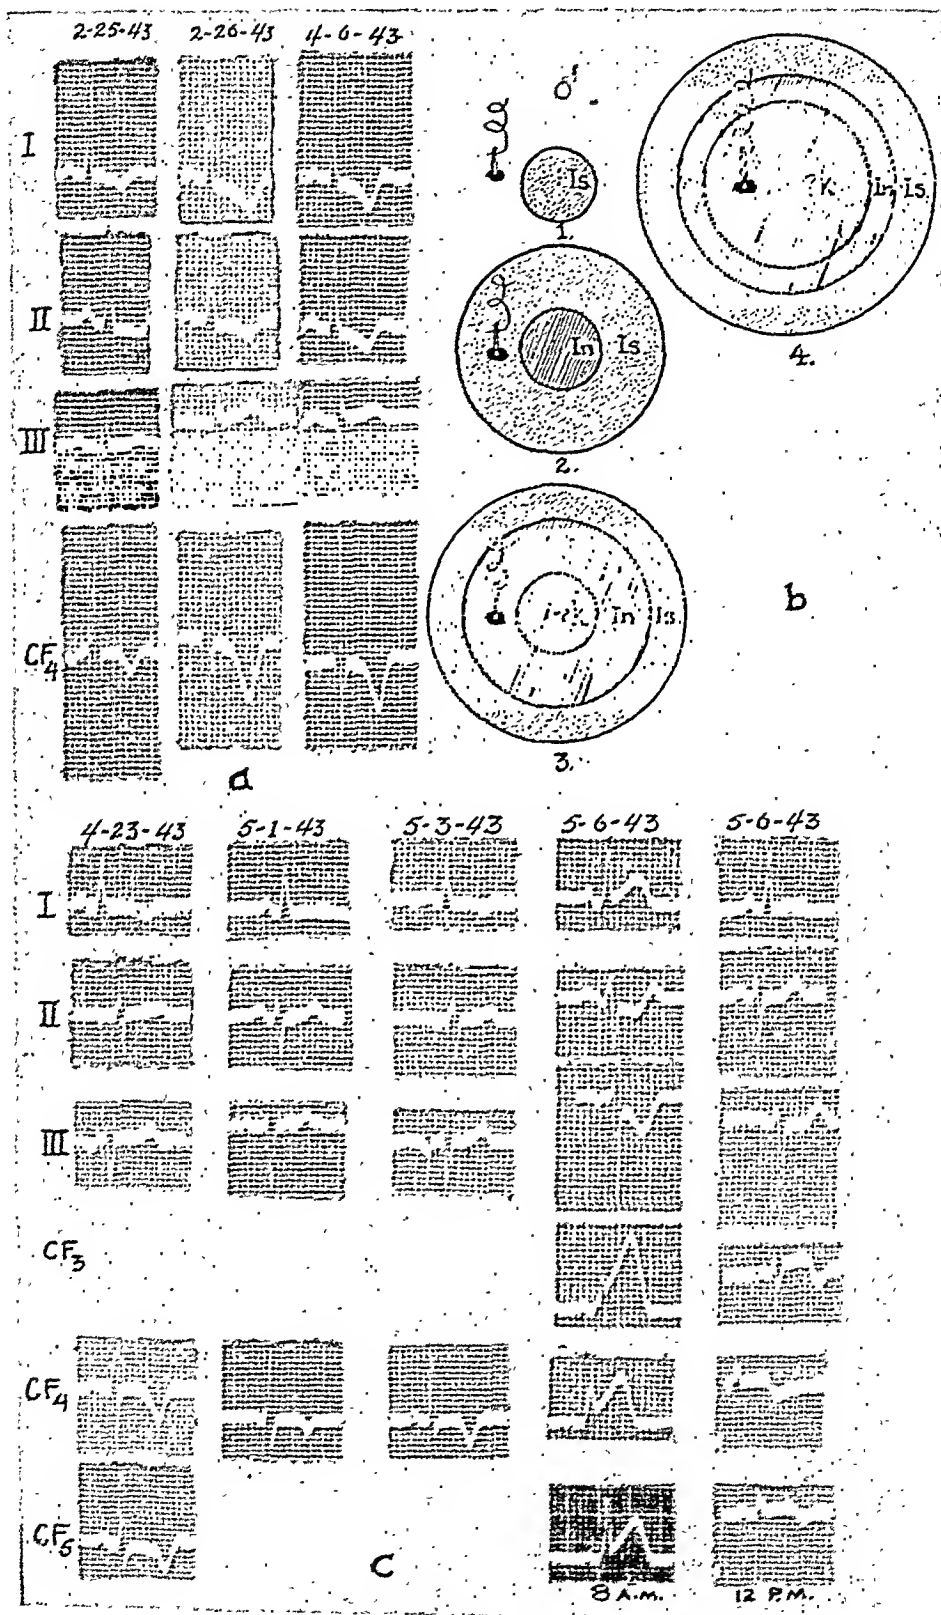 2-25-43 2-26-43 4-6-43
I
II
III
CF4
a
Is
1.
In Is
2.
In Is
3.
?K In Is
4.
b
4-23-43 5-1-43 5-3-43 5-6-43 5-6-43
I
II
III
CF3
CF4
CF5
c
8 A.M. 12 P.M.